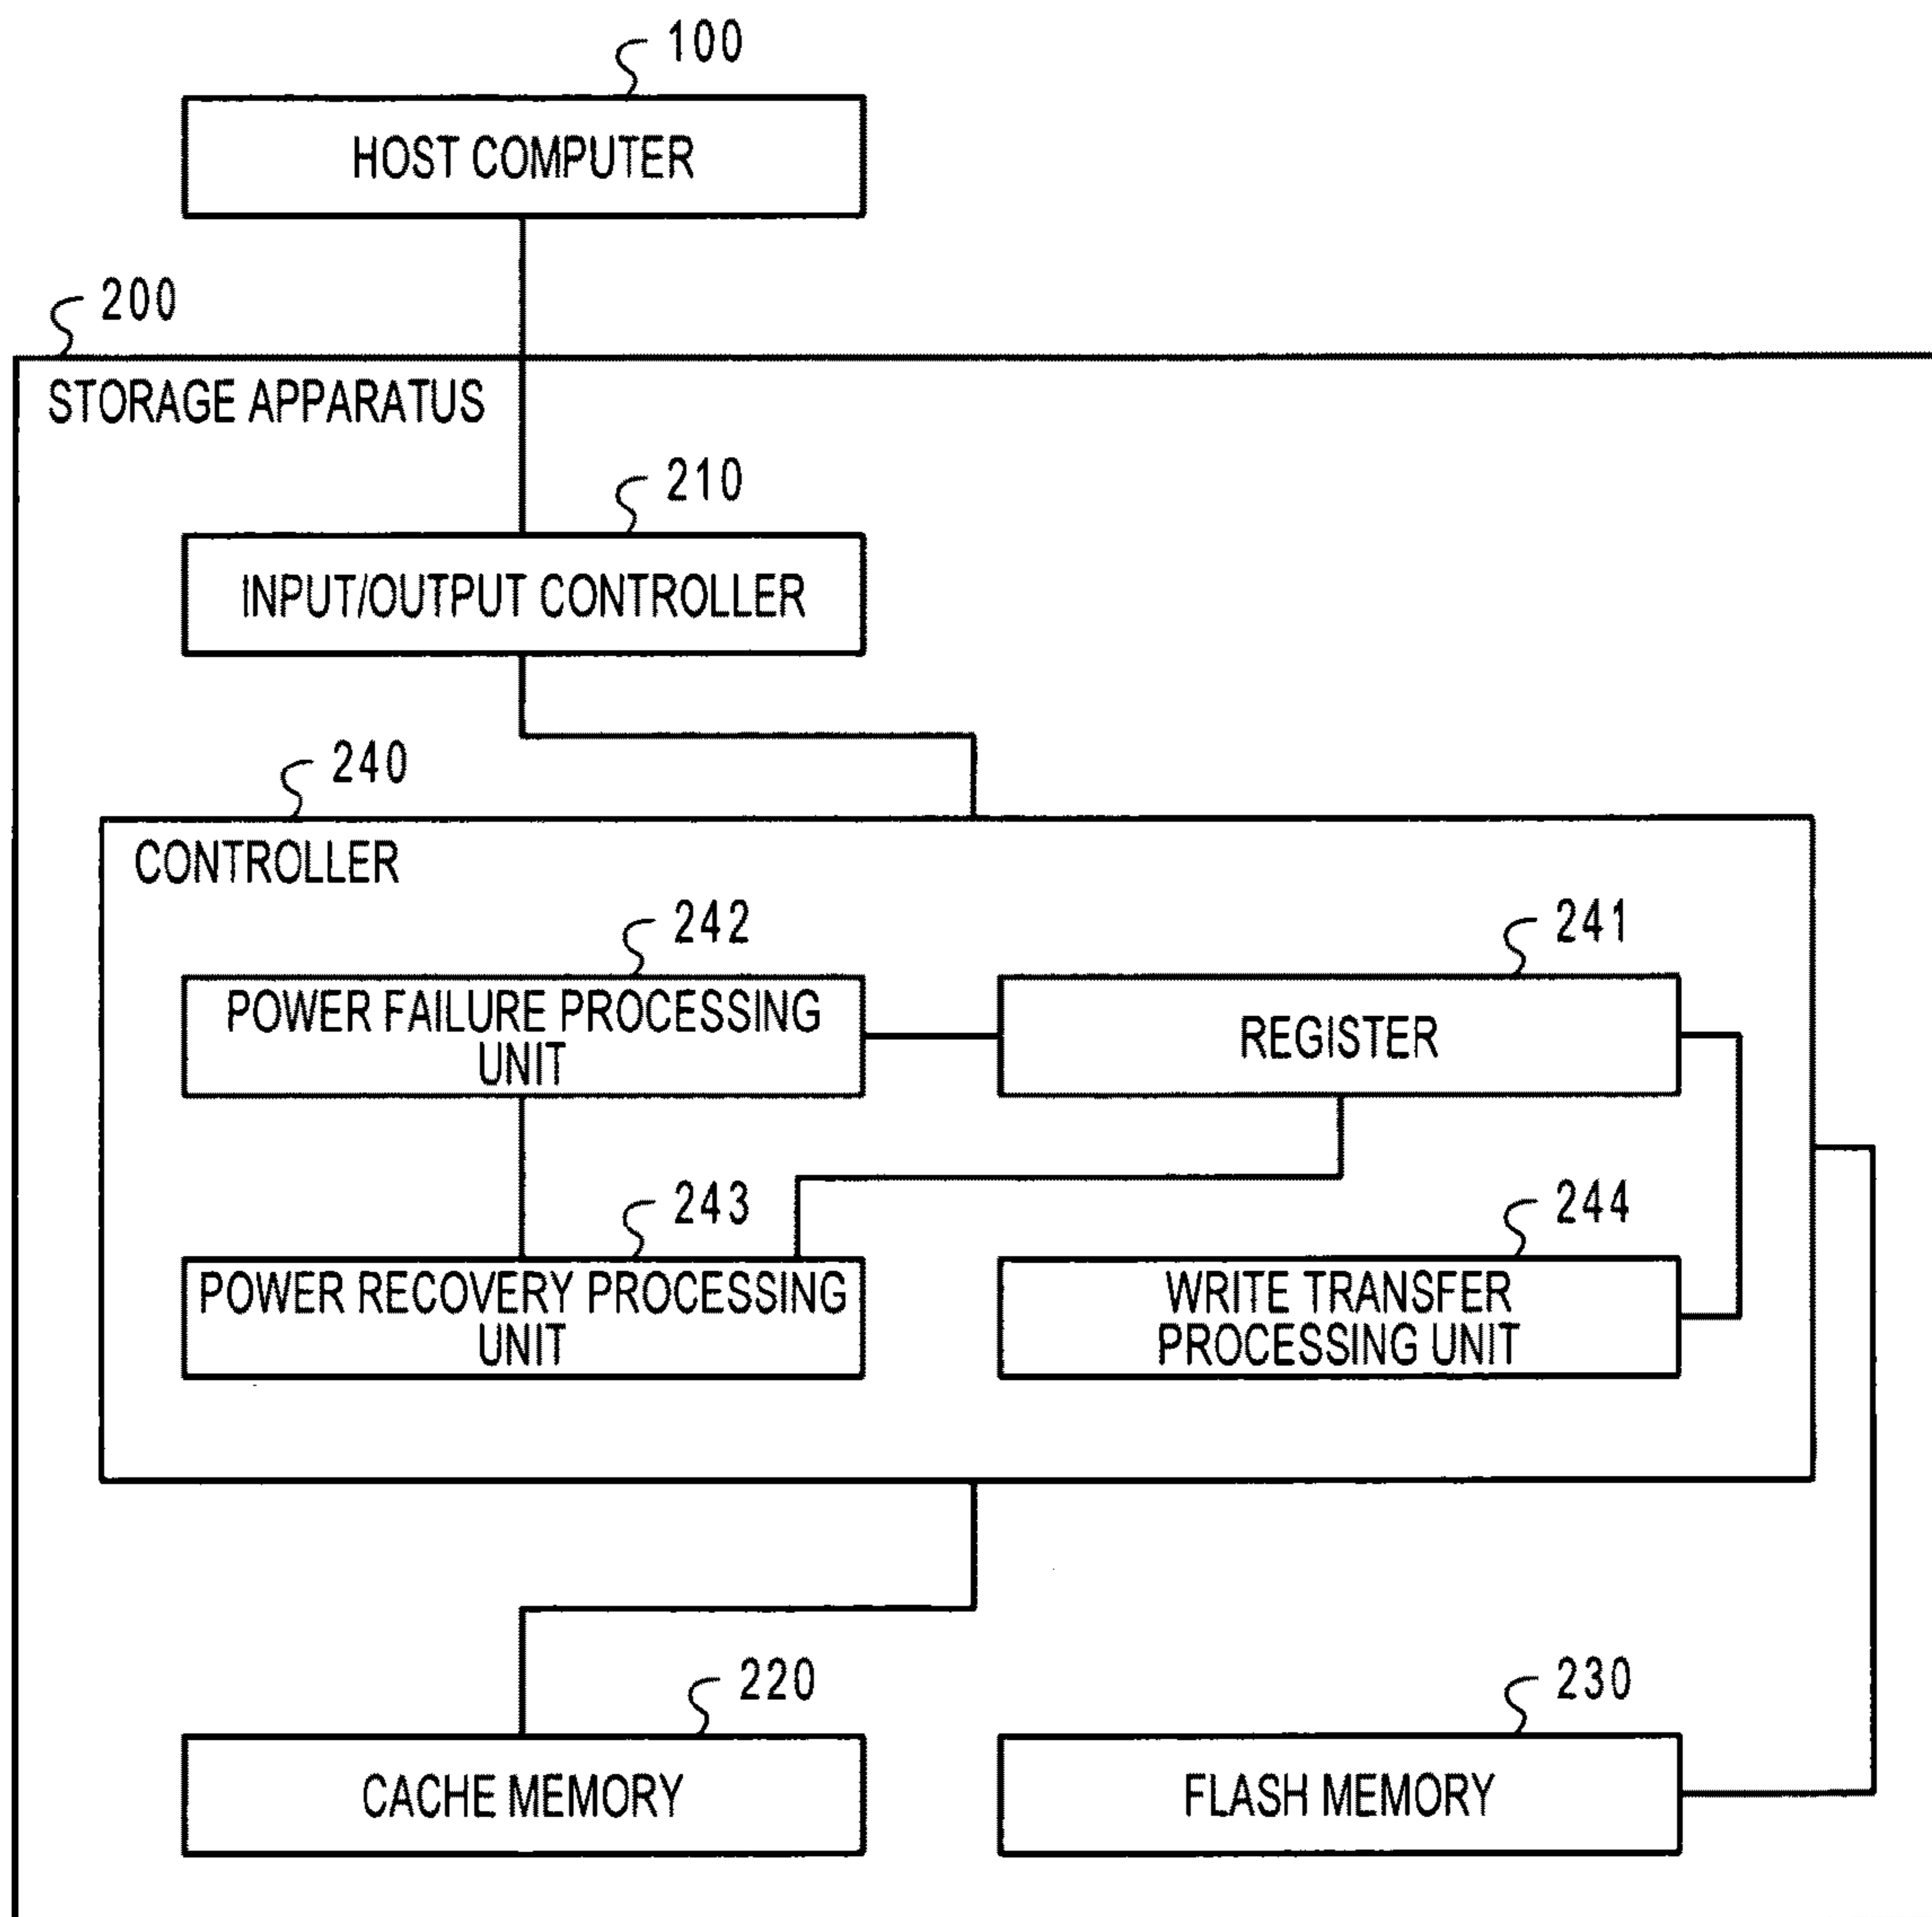 100
HOST COMPUTER
200
STORAGE APPARATUS
210
INPUT/OUTPUT CONTROLLER
240
CONTROLLER
242
POWER FAILURE PROCESSING
UNIT
241
REGISTER
243
POWER RECOVERY PROCESSING
UNIT
244
WRITE TRANSFER
PROCESSING UNIT
220
CACHE MEMORY
230
FLASH MEMORY